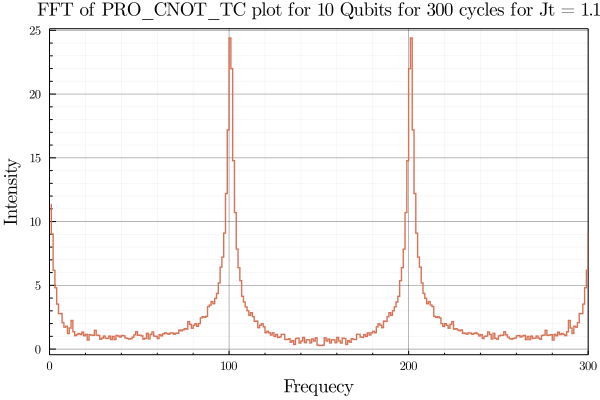 FFT of PRO_CNOT_TC plot for 10 Qubits for 300 cycles for Jt = 1.1
Intensity
25
20
15
10
5
0
0 100 200 300
Frequecy